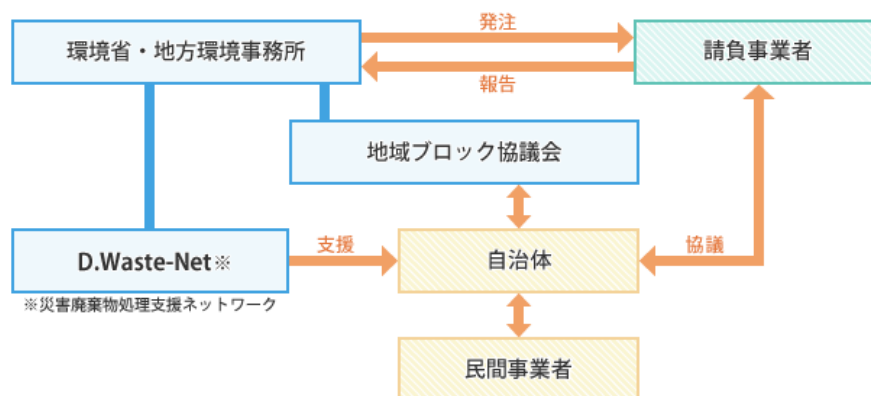 環境省・地方環境事務所
発注
報告
請負事業者
地域ブロック協議会
D.Waste-Net※
※災害廃棄物処理支援ネットワーク
支援
自治体
協議
民間事業者